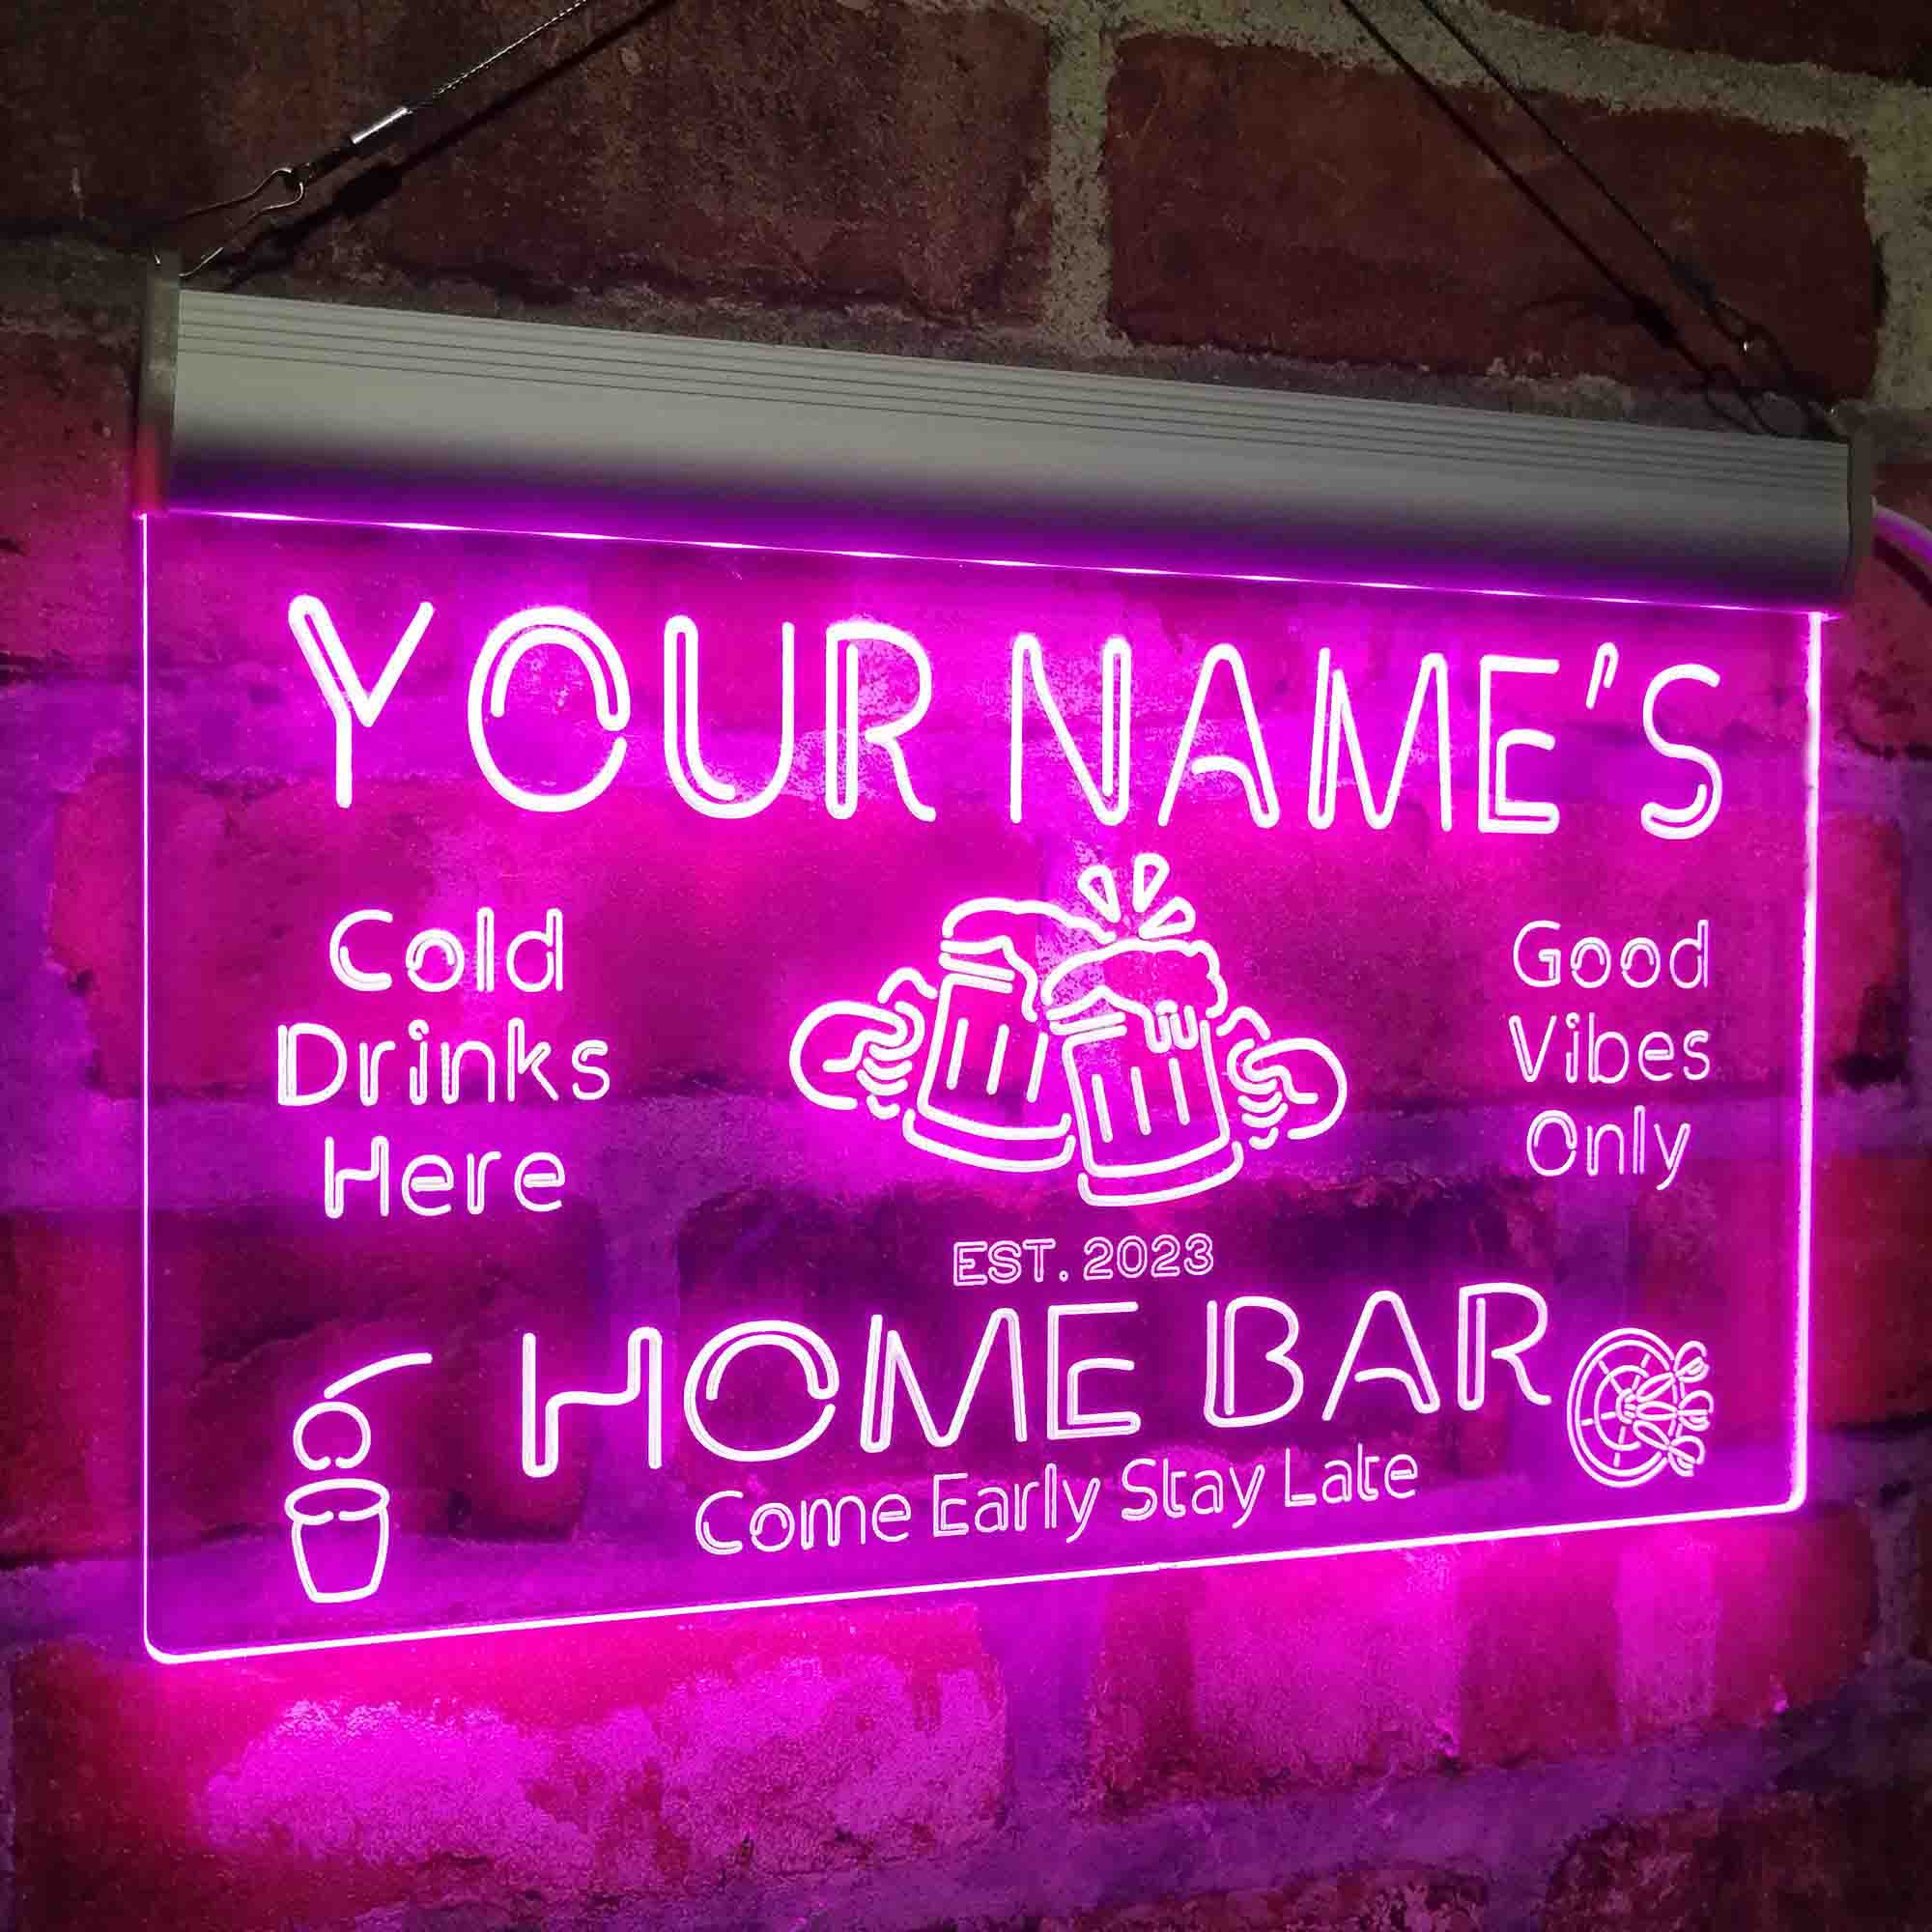 YOUR NAME'S
Cold
Drinks
Here
Good
Vibes
Only
EST. 2023
HOME BAR
Come Early Stay Late